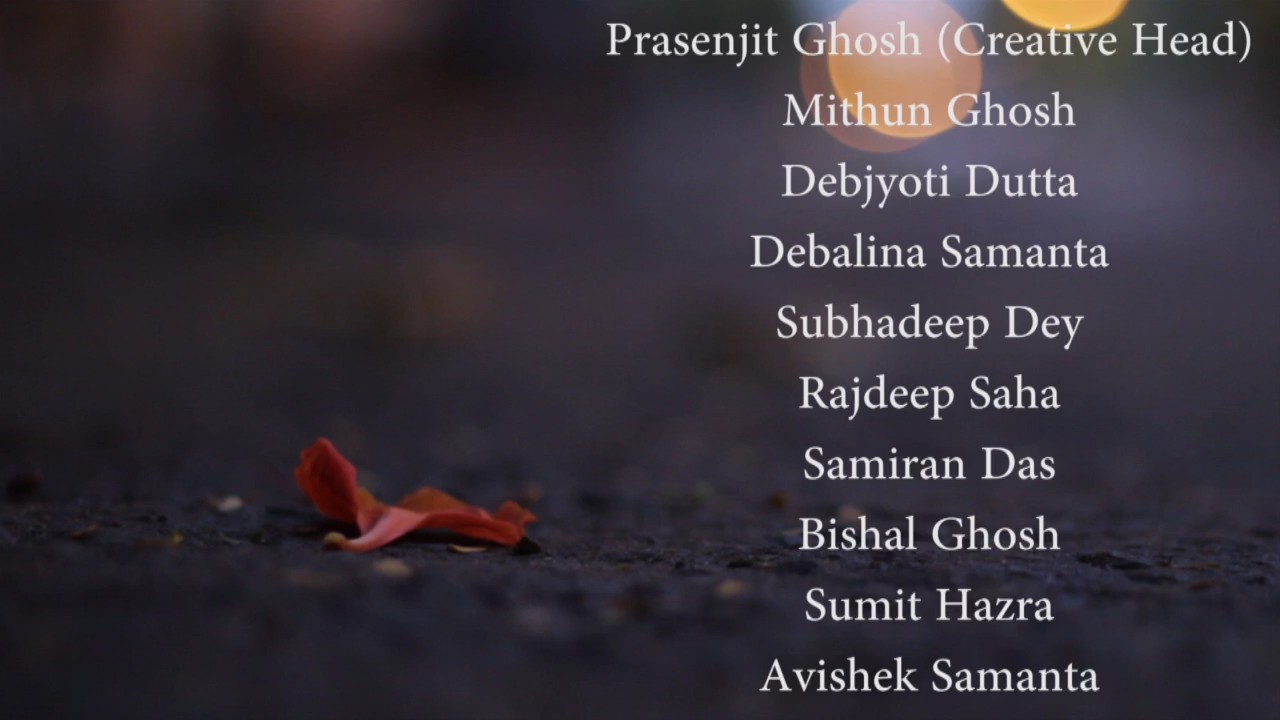 Prasenjit Ghosh (Creative Head)
Mithun Ghosh
Debjyoti Dutta
Debalina Samanta
Subhadeep Dey
Rajdeep Saha
Samiran Das
Bishal Ghosh
Sumit Hazra
Avishek Samanta